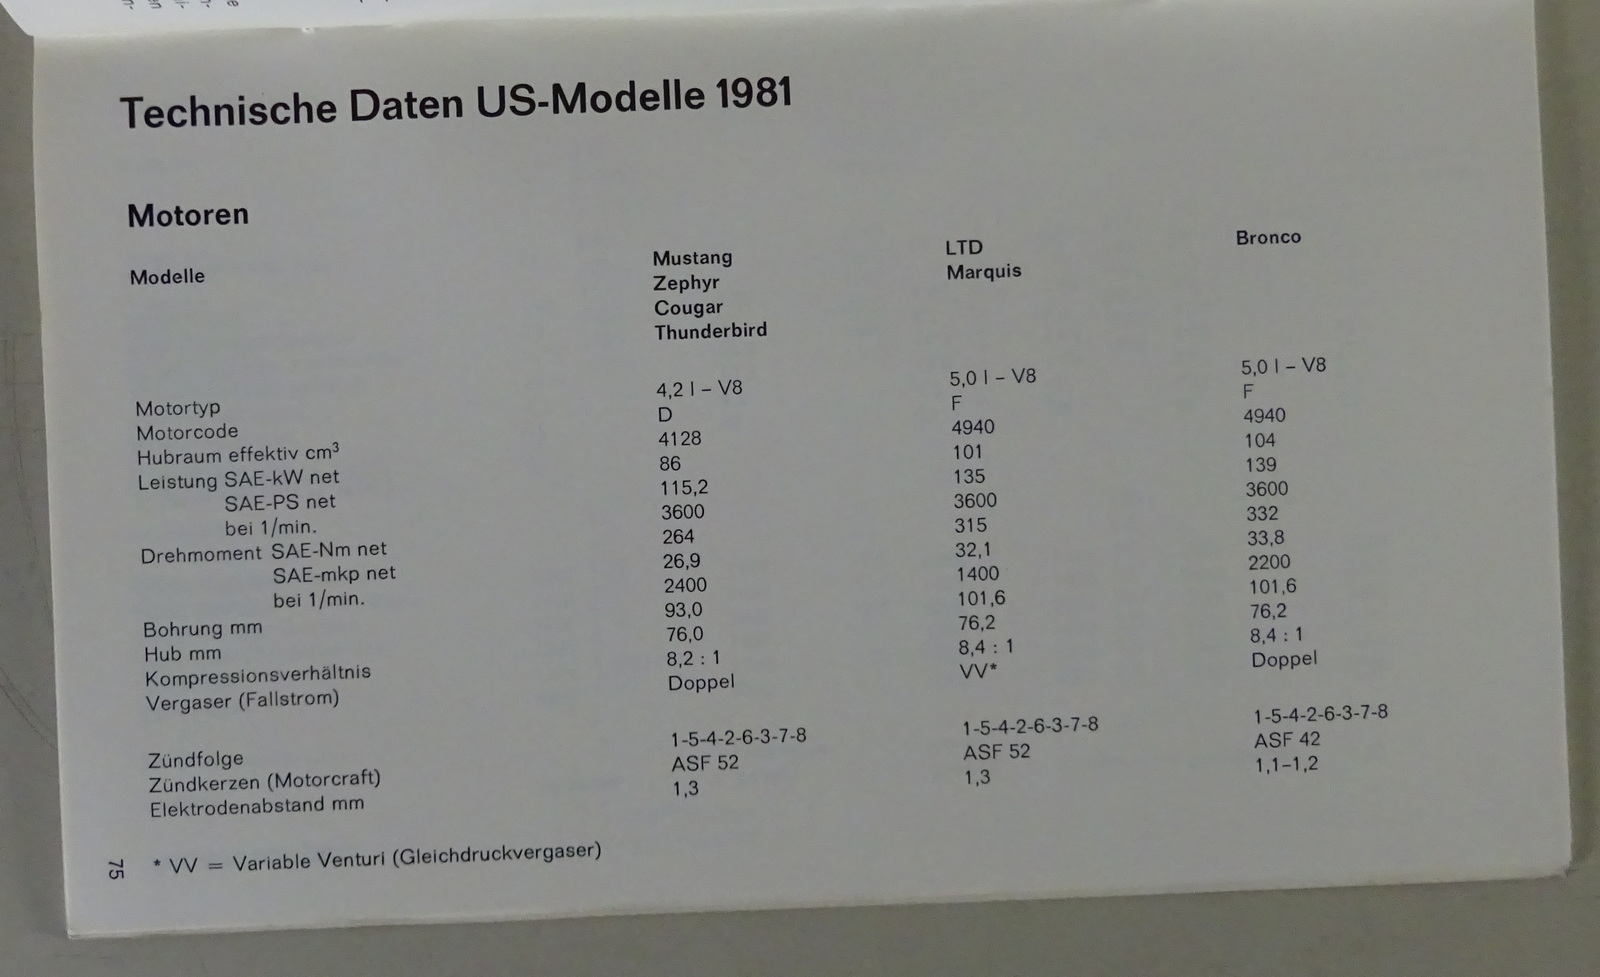 Technische Daten US-Modelle 1981
Motoren
Modelle Mustang LTD Bronco
Zephyr Marquis
Cougar
Thunderbird
Motortyp 4,2 l – V8 5,0 l – V8 5,0 l – V8
Motorcode D F F
Hubraum effektiv cm³ 4128 4940 4940
Leistung SAE-kW net 86 101 104
SAE-PS net 115,2 135 139
bei 1/min. 3600 3600 3600
Drehmoment SAE-Nm net 264 315 332
SAE-mkp net 26,9 32,1 33,8
bei 1/min. 2400 1400 2200
Bohrung mm 93,0 101,6 101,6
Hub mm 76,0 76,2 76,2
Kompressionsverhältnis 8,2 : 1 8,4 : 1 8,4 : 1
Vergaser (Fallstrom) Doppel VV* Doppel
Zündfolge 1-5-4-2-6-3-7-8 1-5-4-2-6-3-7-8 1-5-4-2-6-3-7-8
Zündkerzen (Motorcraft) ASF 52 ASF 52 ASF 42
Elektrodenabstand mm 1,3 1,3 1,1–1,2
* VV = Variable Venturi (Gleichdruckvergaser)
75